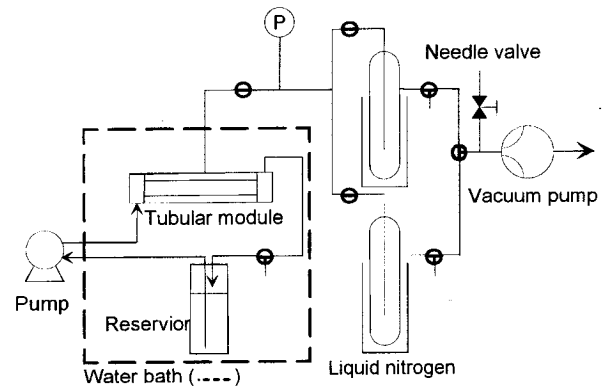 P
Needle valve
Tubular module
Vacuum pump
Pump
Reservior
Liquid nitrogen
Water bath (----)